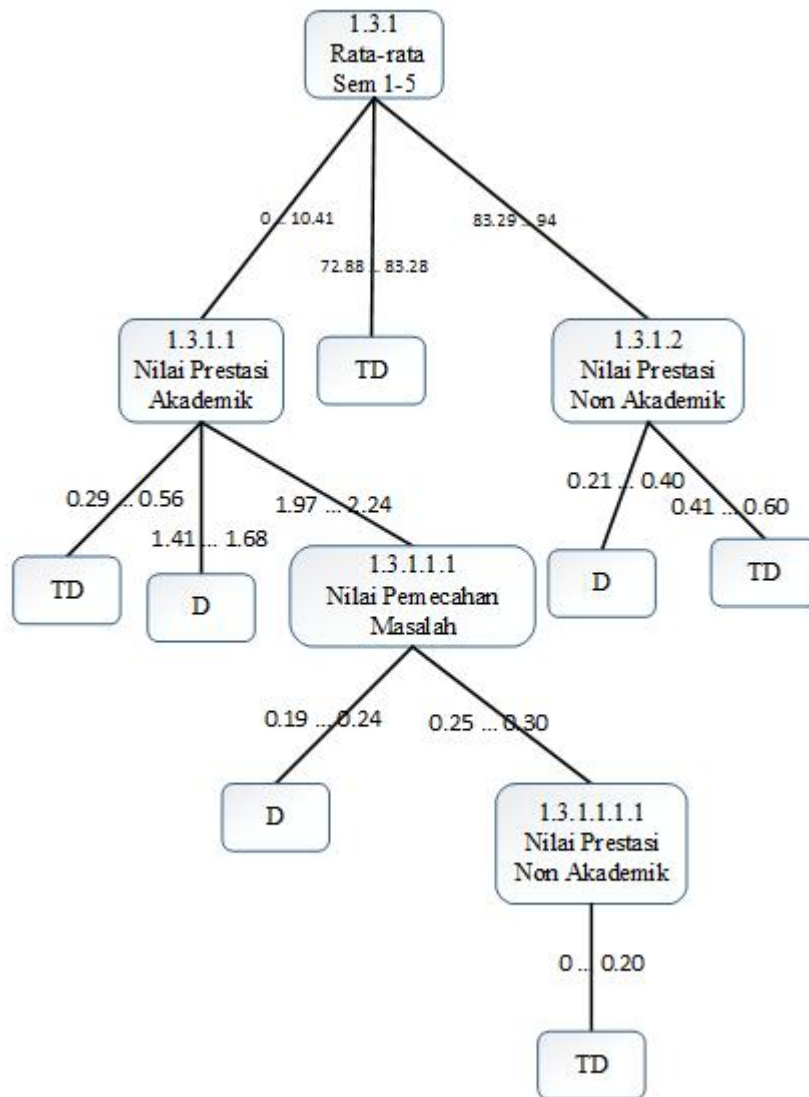 1.3.1
Rata-rata
Sem 1-5
0 ... 10.41
72.88 ... 83.28
83.29 ... 94
1.3.1.1
Nilai Prestasi
Akademik
TD
1.3.1.2
Nilai Prestasi
Non Akademik
0.29 ... 0.56
1.41 ... 1.68
1.97 ... 2.24
0.21 ... 0.40
0.41 ... 0.60
TD
D
1.3.1.1.1
Nilai Pemecahan
Masalah
D
TD
0.19 ... 0.24
0.25 ... 0.30
D
1.3.1.1.1.1
Nilai Prestasi
Non Akademik
0 ... 0.20
TD